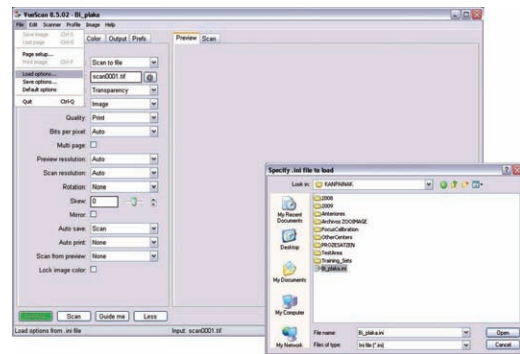 VueScan 8.5.02 - Bi_plaka
File Edit Scanner Profile Image Help
Save image Ctrl-S
Last page
Page setup...
Print image Ctrl-P
Load options...
Save options...
Default options
Quit Ctrl-Q
Color Output Prefs
Preview Scan
Scan to file
scan0001.tif @
Transparency
Image
Quality: Print
Bits per pixel: Auto
Multi page:
Preview resolution: Auto
Scan resolution: Auto
Rotation: None
Skew: 0
Mirror:
Auto save: Scan
Auto print: None
Scan from preview: None
Lock image color:
Scan Guide me Less
Load options from .ini file
Input: scan0001.tif
Specify .ini file to load
Look in: KANPAINAK
My Recent Documents
Desktop
My Documents
My Computer
My Network
2008
2009
Anteriores
Archivos ZOOIMAGE
FocusCalibration
OtherCenters
PROZESATZEN
TestArea
Training_Sets
Bi_plaka.ini
File name: Bi_plaka.ini Open
Files of type: Ini file (*.ini) Cancel